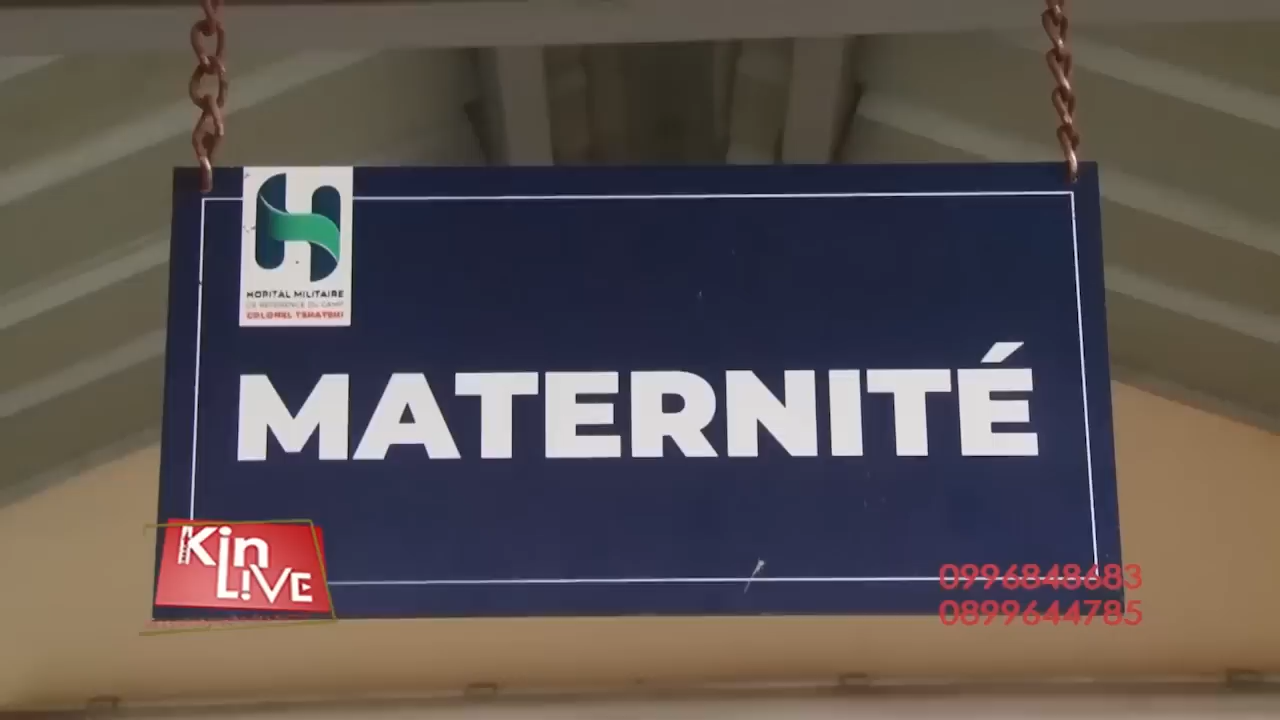 HOPITAL MILITAIRE
DE REFERENCE DU CAMP
COLONEL TSHATSHI
MATERNITÉ
Kin
LIVE
0996848683
0899644785